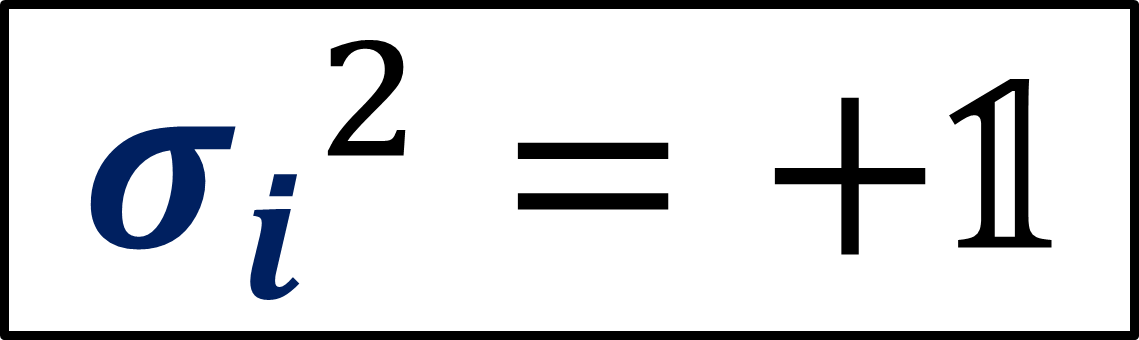 σᵢ² = +𝟙